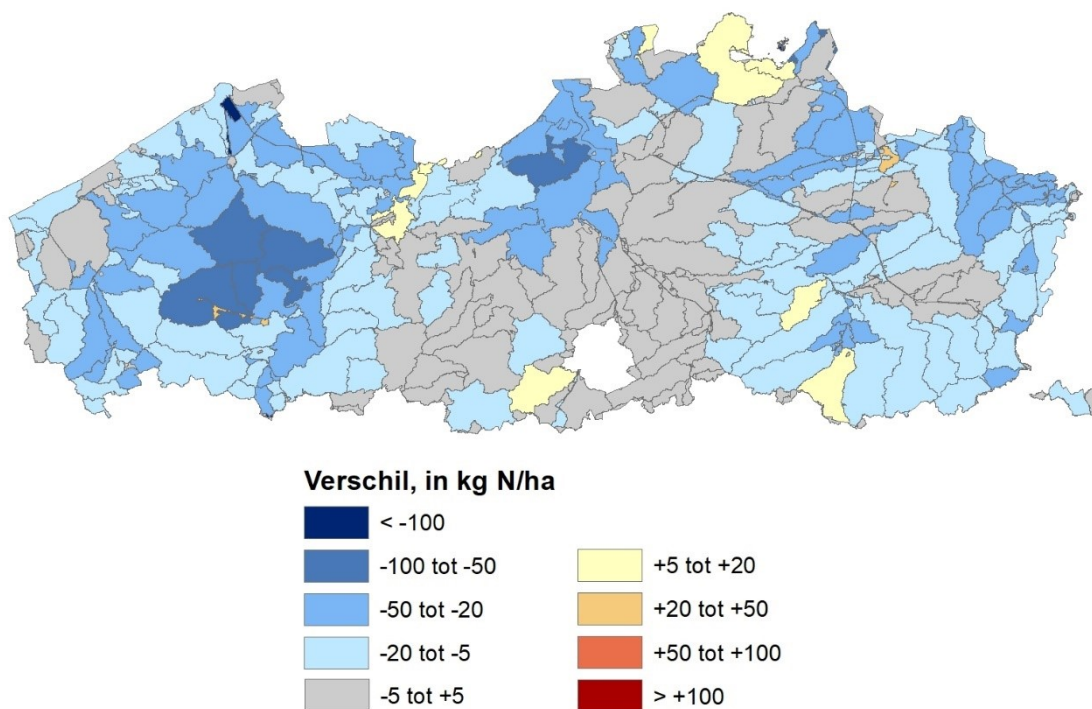 Verschil, in kg N/ha
< -100
-100 tot -50
-50 tot -20
-20 tot -5
-5 tot +5
+5 tot +20
+20 tot +50
+50 tot +100
> +100